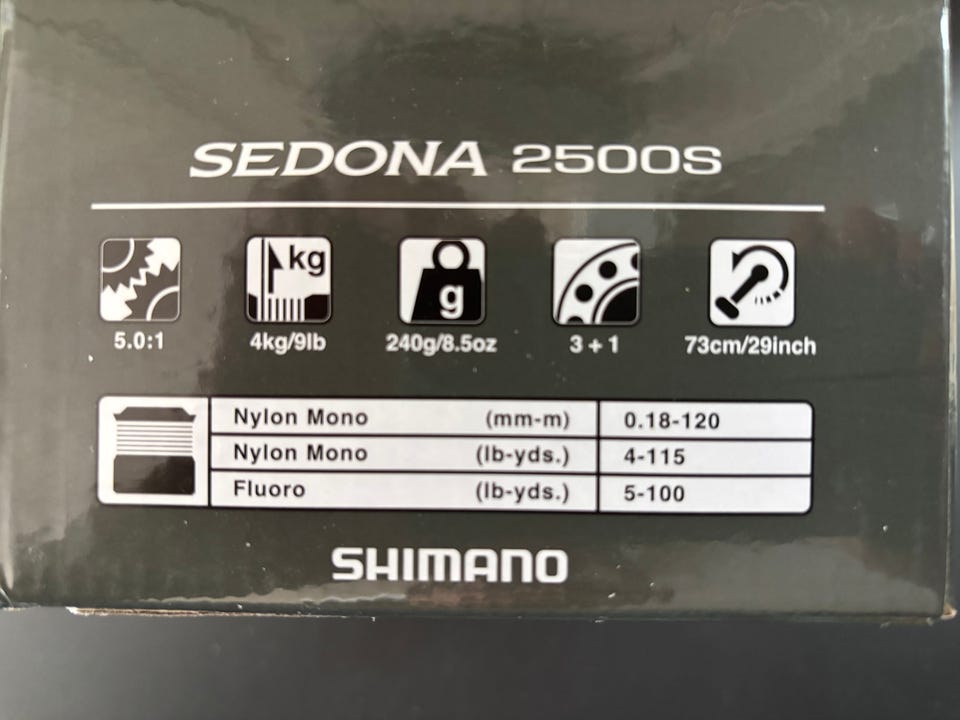 SEDONA 2500S
kg
g
5.0:1 4kg/9lb 240g/8.5oz 3+1 73cm/29inch
Nylon Mono (mm-m) 0.18-120
Nylon Mono (lb-yds.) 4-115
Fluoro (lb-yds.) 5-100
SHIMANO